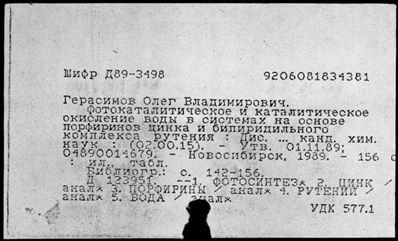 Шифр Д89-3498 9206081834381
Герасимов Олег Владимирович.
Фотокаталитическое и каталитическое
окисление воды в системах на основе
порфиринов цинка и бипиридильного
комплекса рутения : Дис. ... канд. хим.
наук : (02.00.15). - Утв. 01.11.89;
04890014679. - Новосибирск, 1989. - 156 с
. : ил., табл.
Библиогр.: с. 142-156.
Д 123951. --1. ФОТОСИНТЕЗ* 2. ЦИНК /
анал* 3. ПОРФИРИНЫ / анал* 4. РУТЕНИЙ /
анал* 5. ВОДА / анал*
УДК 577.1